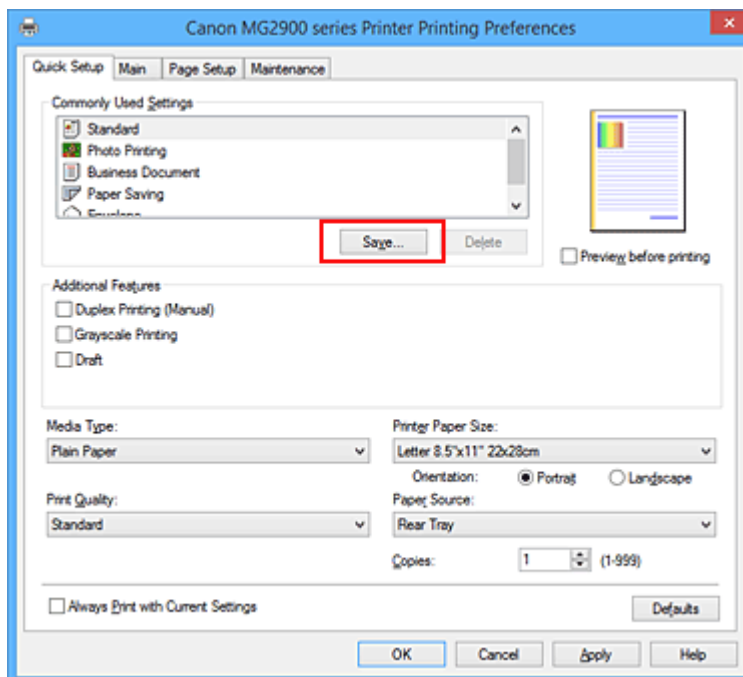 Canon MG2900 series Printer Printing Preferences
Quick Setup Main Page Setup Maintenance
Commonly Used Settings
Standard
Photo Printing
Business Document
Paper Saving
Envelope
Save... Delete
Preview before printing
Additional Features
Duplex Printing (Manual)
Grayscale Printing
Draft
Media Type:
Plain Paper
Printer Paper Size:
Letter 8.5"x11" 22x28cm
Orientation: Portrait Landscape
Print Quality:
Standard
Paper Source:
Rear Tray
Copies: 1 (1-999)
Always Print with Current Settings
Defaults
OK Cancel Apply Help